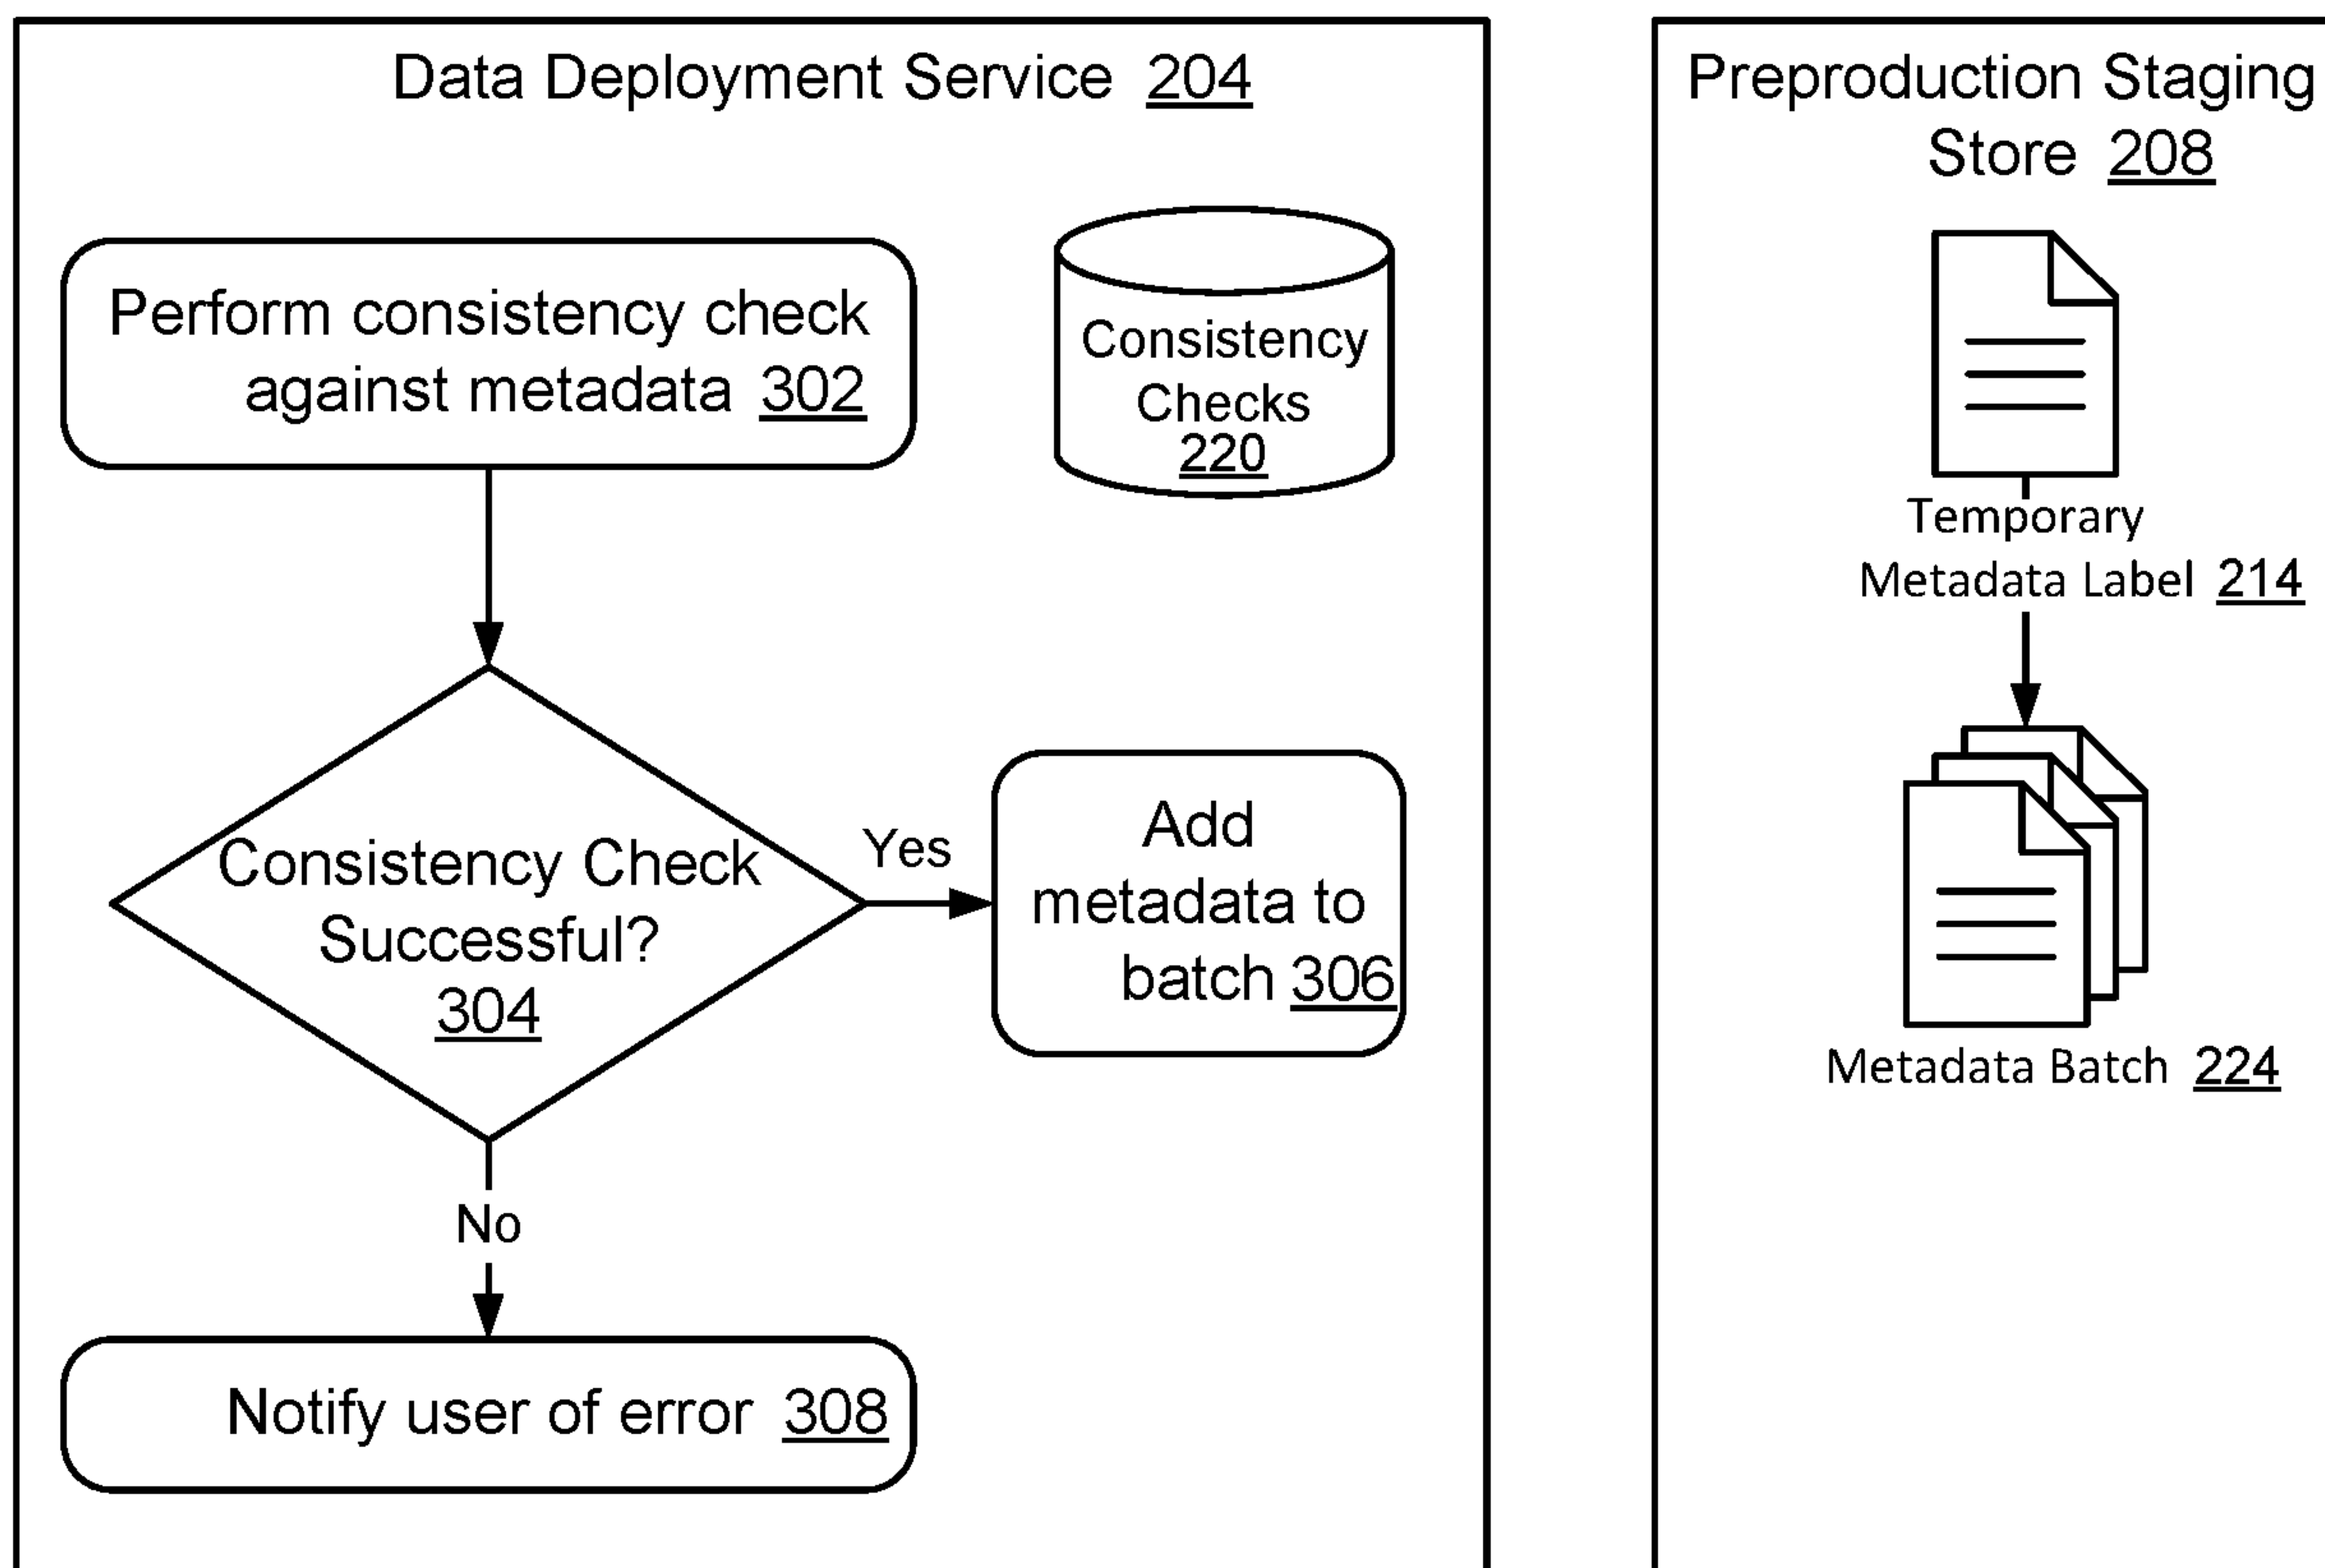 Data Deployment Service 204
Perform consistency check
against metadata 302
Consistency
Checks
220
Consistency Check
Successful?
304
Yes
Add
metadata to
batch 306
No
Notify user of error 308
Preproduction Staging
Store 208
Temporary
Metadata Label 214
Metadata Batch 224